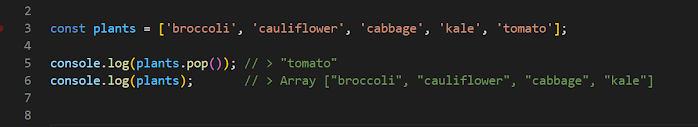 2
3 const plants = ['broccoli', 'cauliflower', 'cabbage', 'kale', 'tomato'];
4
5 console.log(plants.pop()); // > "tomato"
6 console.log(plants);       // > Array ["broccoli", "cauliflower", "cabbage", "kale"]
7
8